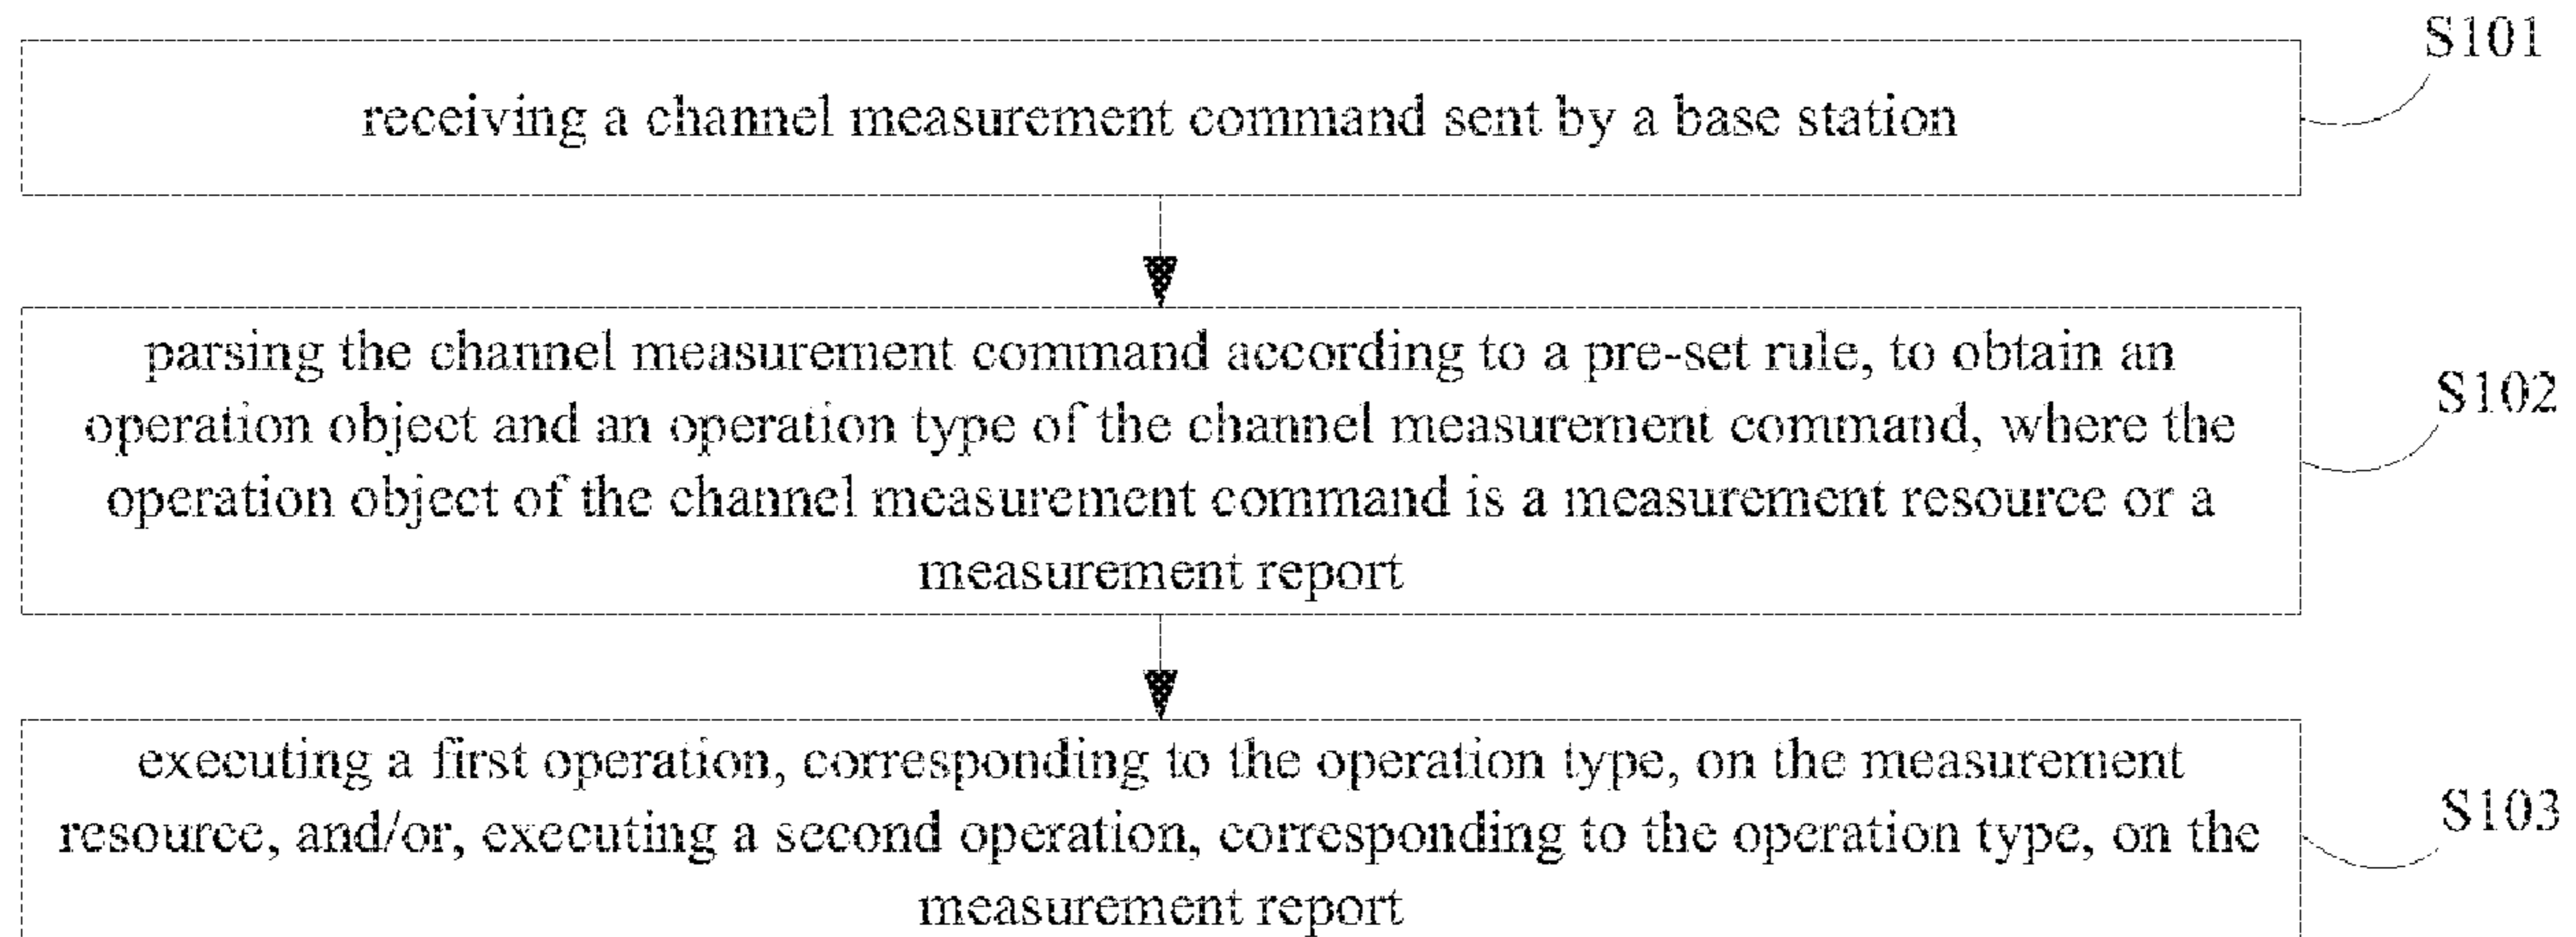 S101
receiving a channel measurement command sent by a base station
parsing the channel measurement command according to a pre-set rule, to obtain an
operation object and an operation type of the channel measurement command, where the
operation object of the channel measurement command is a measurement resource or a
measurement report
S102
executing a first operation, corresponding to the operation type, on the measurement
resource, and/or, executing a second operation, corresponding to the operation type, on the
measurement report
S103